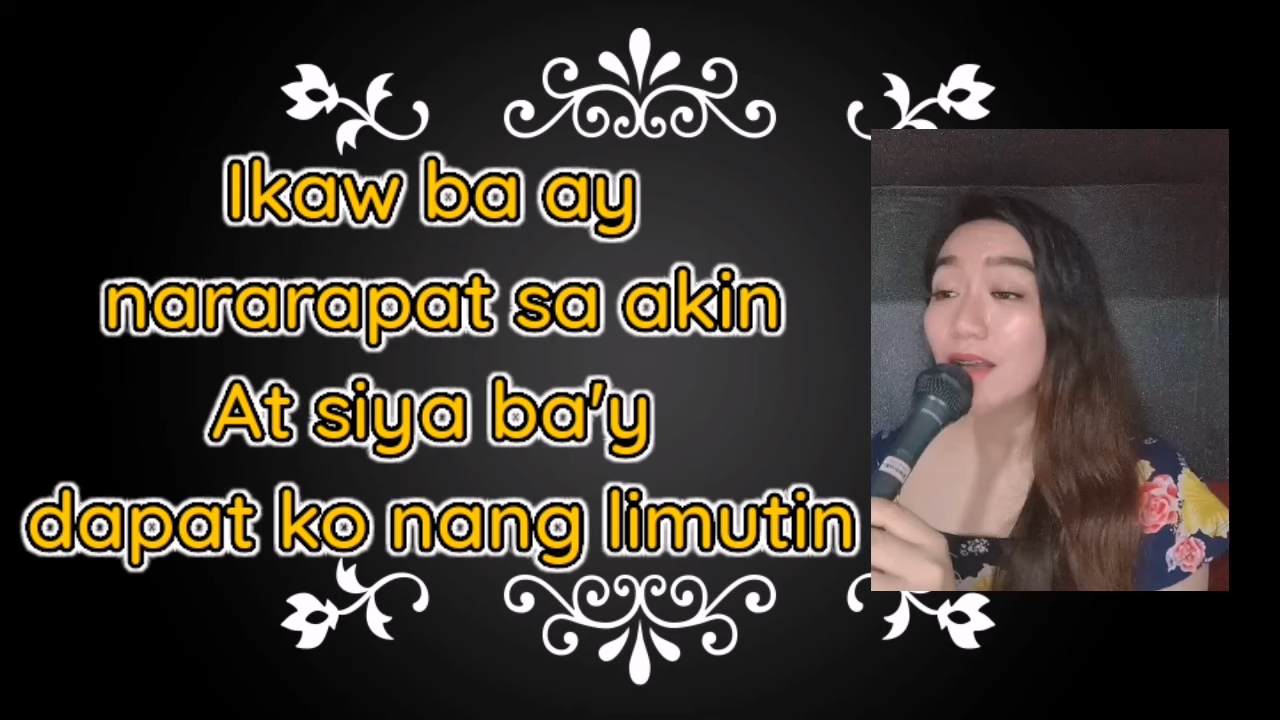 Ikaw ba ay
nararapat sa akin
At siya ba'y
dapat ko nang limutin